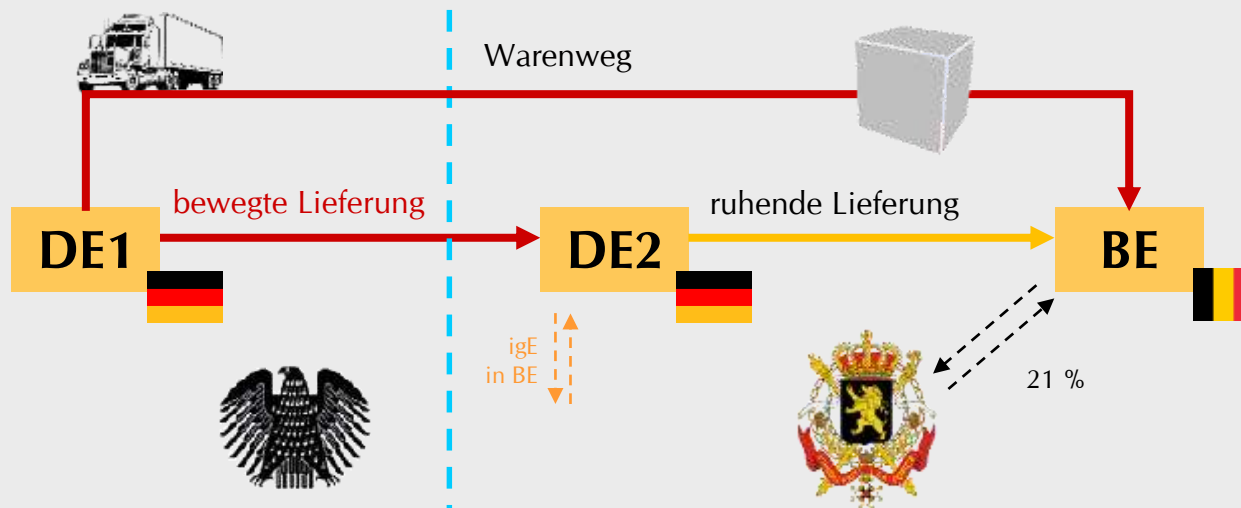 Warenweg
bewegte Lieferung
ruhende Lieferung
DE1
DE2
BE
igE
in BE
21 %